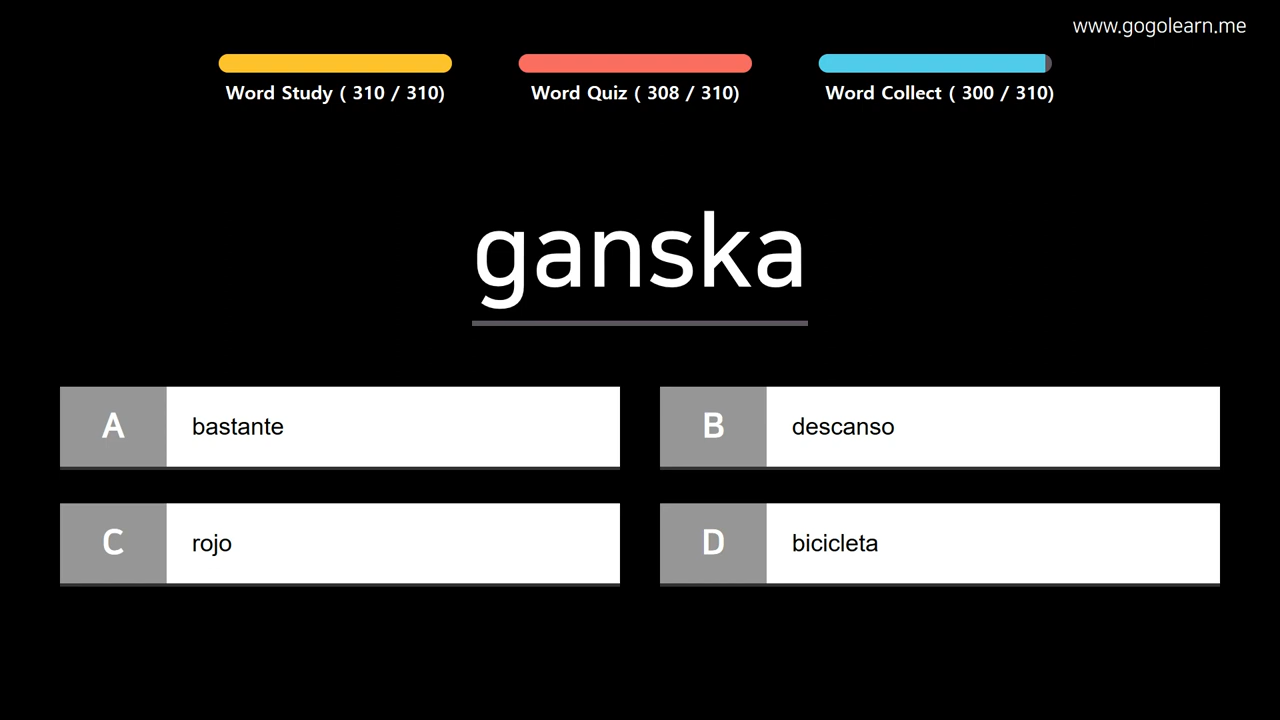 www.gogolearn.me
Word Study ( 310 / 310)
Word Quiz ( 308 / 310)
Word Collect ( 300 / 310)
ganska
A bastante
B descanso
C rojo
D bicicleta